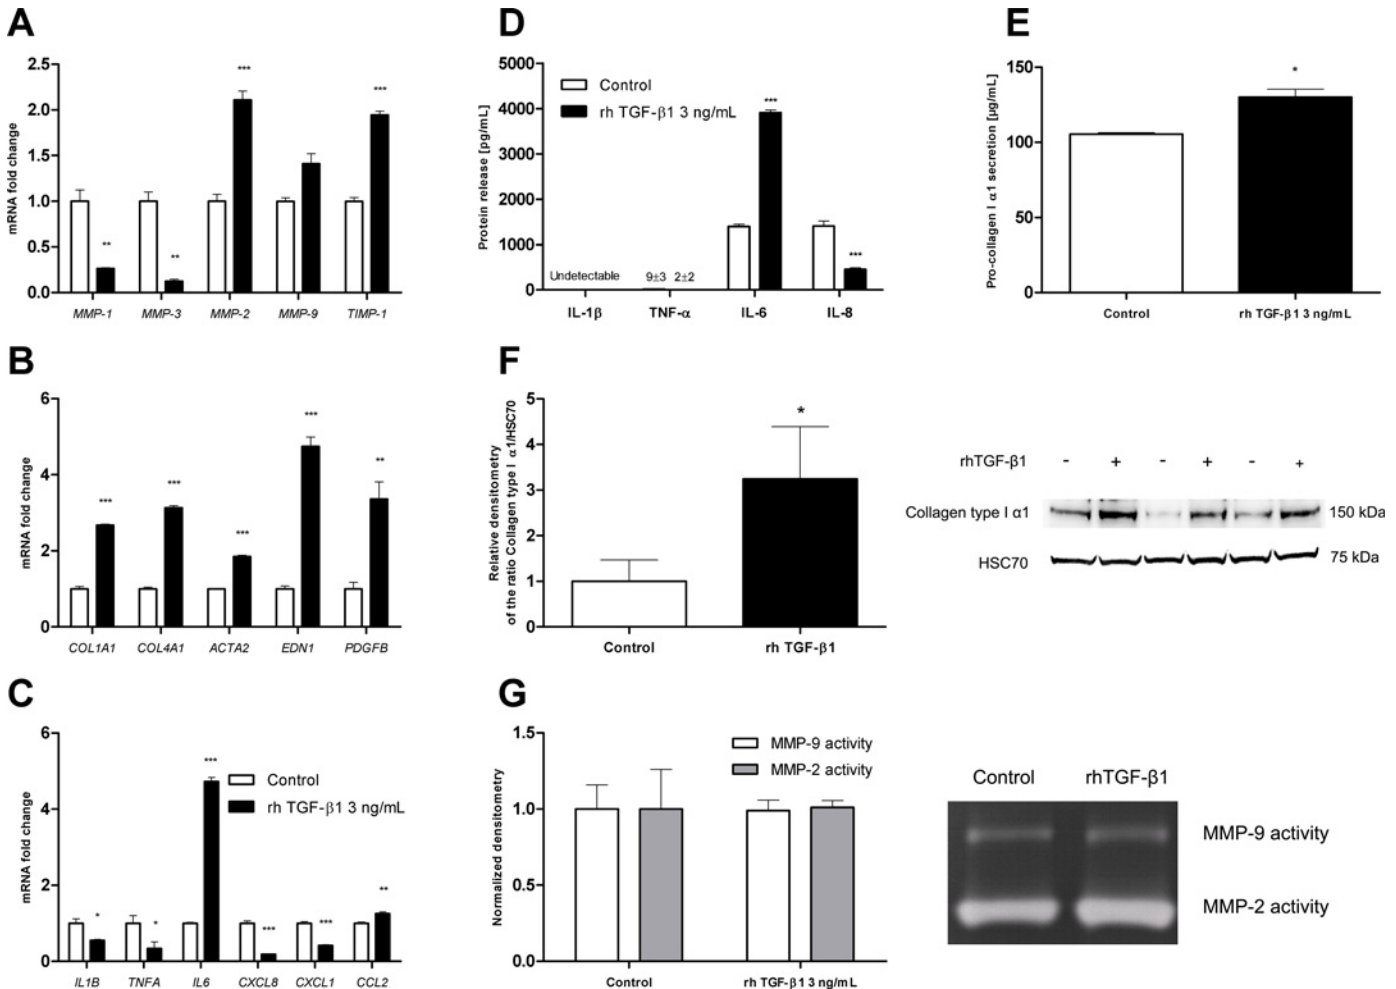 A
mRNA fold change
2.5
2.0
1.5
1.0
0.5
0.0
***
***
**
**
MMP-1 MMP-3 MMP-2 MMP-9 TIMP-1
D
Protein release [pg/mL]
5000
4000
3000
2000
1000
0
Control
rh TGF-β1 3 ng/mL
***
***
Undetectable
9±3 2±2
IL-1β TNF-α IL-6 IL-8
E
Pro-collagen I α1 secretion [µg/mL]
150
100
50
0
*
Control rh TGF-β1 3 ng/mL
B
mRNA fold change
6
4
2
0
***
***
***
***
**
COL1A1 COL4A1 ACTA2 EDN1 PDGFB
F
Relative densitometry
of the ratio Collagen type I α1/HSC70
5
4
3
2
1
0
*
Control rh TGF-β1
rhTGF-β1 - + - + - +
Collagen type I α1 150 kDa
HSC70 75 kDa
C
mRNA fold change
6
4
2
0
Control
rh TGF-β1 3 ng/mL
*
*
***
***
***
**
IL1B TNFA IL6 CXCL8 CXCL1 CCL2
G
Normalized densitometry
1.5
1.0
0.5
0.0
MMP-9 activity
MMP-2 activity
Control rh TGF-β1 3 ng/mL
Control rhTGF-β1
MMP-9 activity
MMP-2 activity